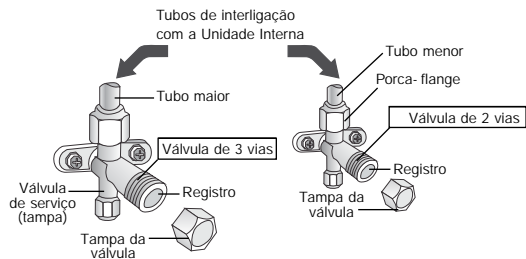 Tubos de interligação
com a Unidade Interna
Tubo maior
Válvula de 3 vias
Registro
Válvula
de serviço
(tampa)
Tampa da
válvula
Tubo menor
Porca- flange
Válvula de 2 vias
Registro
Tampa da
válvula